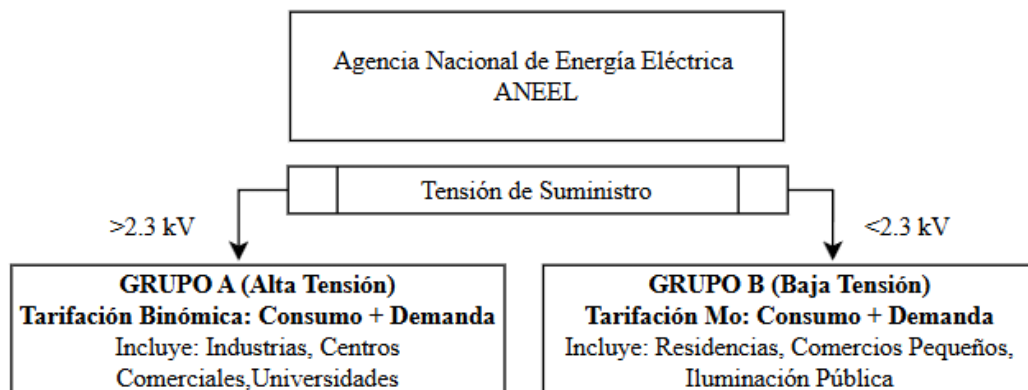 Agencia Nacional de Energía Eléctrica
ANEEL
Tensión de Suministro
>2.3 kV
<2.3 kV
GRUPO A (Alta Tensión)
Tarifación Binómica: Consumo + Demanda
Incluye: Industrias, Centros
Comerciales,Universidades
GRUPO B (Baja Tensión)
Tarifación Mo: Consumo + Demanda
Incluye: Residencias, Comercios Pequeños,
Iluminación Pública